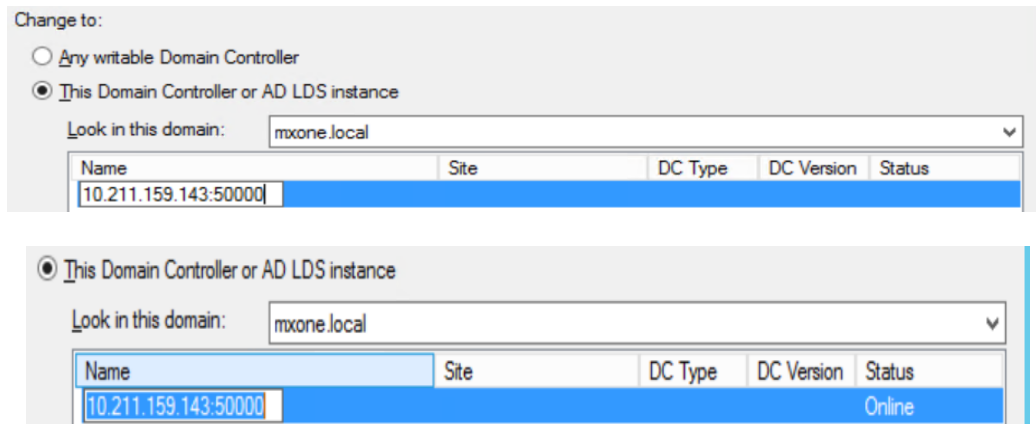 Change to:
Any writable Domain Controller
This Domain Controller or AD LDS instance
Look in this domain: mxone.local
Name Site DC Type DC Version Status
10.211.159.143:50000
This Domain Controller or AD LDS instance
Look in this domain: mxone.local
Name Site DC Type DC Version Status
10.211.159.143:50000 Online